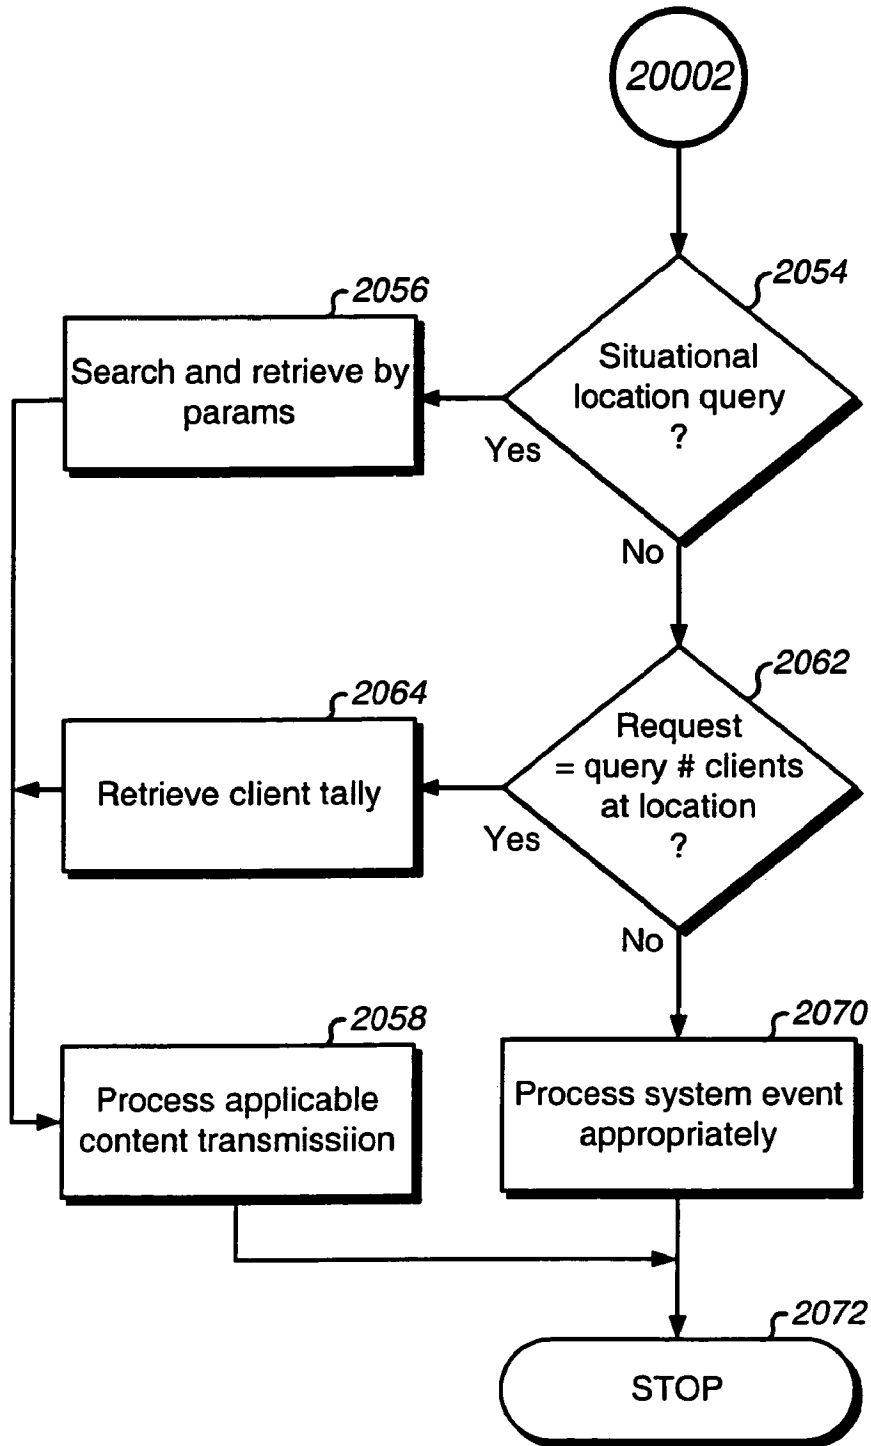 20002
2054
Situational
location query
?
Yes
No
2056
Search and retrieve by
params
2062
Request
= query # clients
at location
?
Yes
No
2064
Retrieve client tally
2058
Process applicable
content transmissiion
2070
Process system event
appropriately
2072
STOP